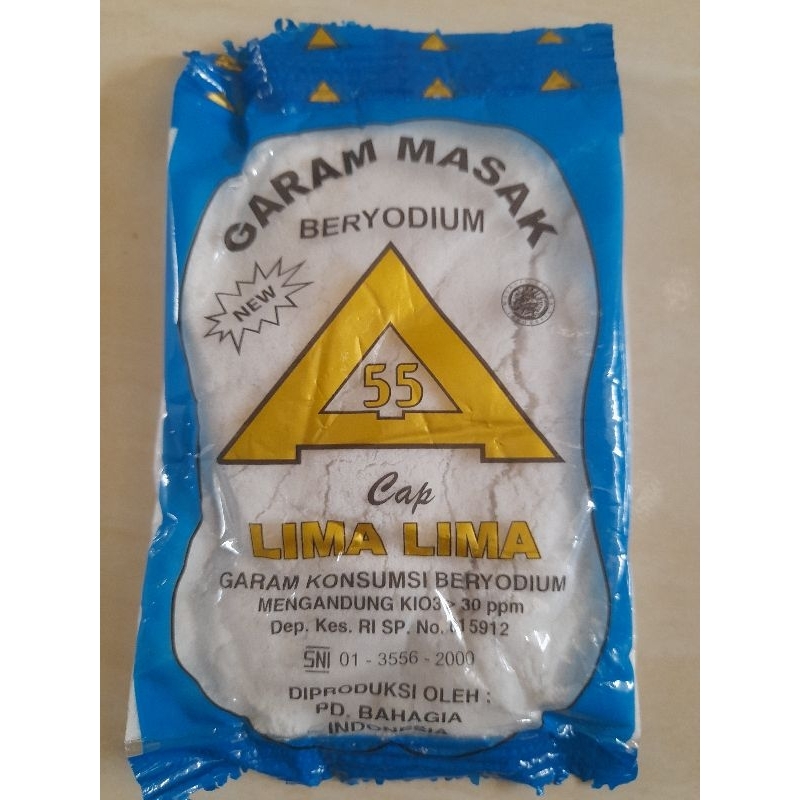 GARAM MASAK
BERYODIUM
NEW
55
Cap
LIMA LIMA
GARAM KONSUMSI BERYODIUM
MENGANDUNG KIO3 > 30 ppm
Dep. Kes. RI SP. No.
SNI 01 - 3556 - 2000
DIPRODUKSI OLEH :
PD. BAHAGIA
INDONESIA